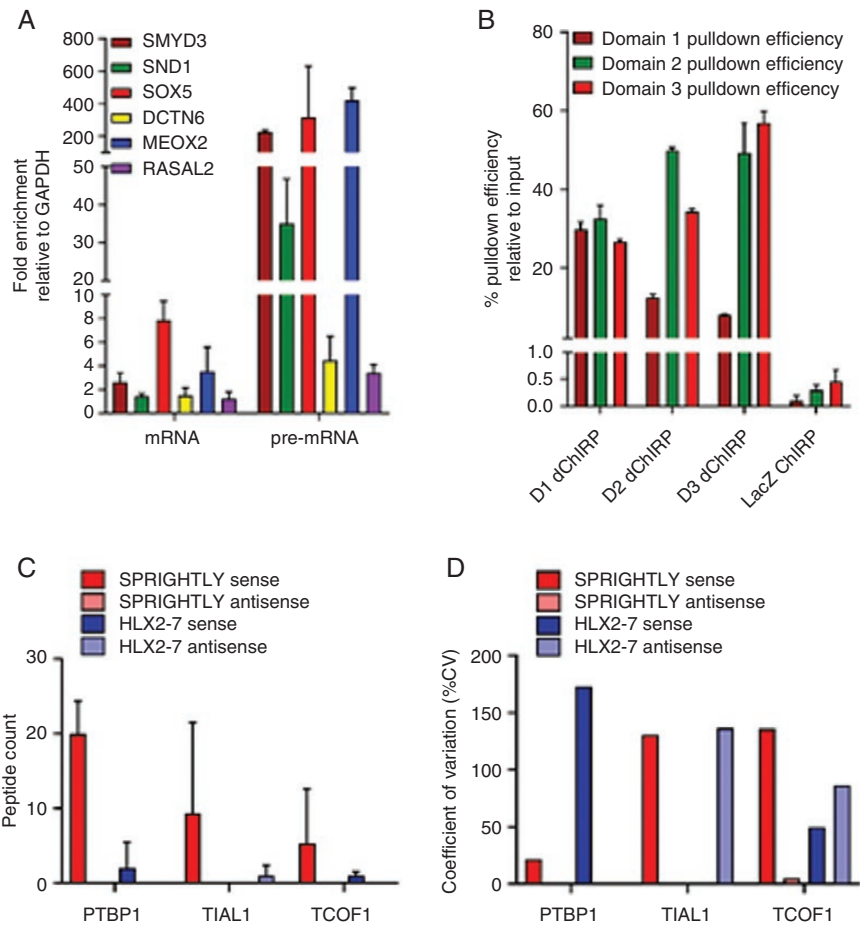 A
800
600
400
200
50
40
30
20
10
8
6
4
2
0
Fold enrichment
relative to GAPDH
SMYD3
SND1
SOX5
DCTN6
MEOX2
RASAL2
mRNA
pre-mRNA
B
80
60
40
20
1.0
0.5
0.0
% pulldown efficiency
relative to input
Domain 1 pulldown efficiency
Domain 2 pulldown efficiency
Domain 3 pulldown efficency
D1 dChIRP
D2 dChIRP
D3 dChIRP
LacZ ChIRP
C
SPRIGHTLY sense
SPRIGHTLY antisense
HLX2-7 sense
HLX2-7 antisense
30
20
10
0
Peptide count
PTBP1
TIAL1
TCOF1
D
SPRIGHTLY sense
SPRIGHTLY antisense
HLX2-7 sense
HLX2-7 antisense
200
150
100
50
0
Coefficient of variation (%CV)
PTBP1
TIAL1
TCOF1